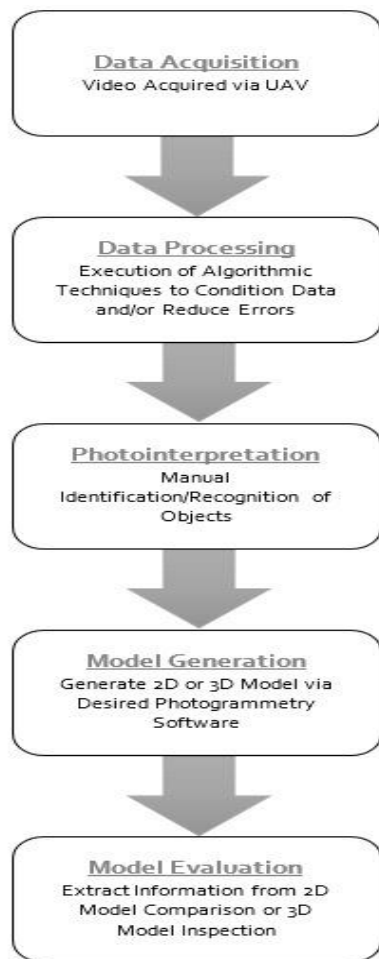 Data Acquisition
Video Acquired via UAV
Data Processing
Execution of Algorithmic
Techniques to Condition Data
and/or Reduce Errors
Photointerpretation
Manual
Identification/Recognition of
Objects
Model Generation
Generate 2D or 3D Model via
Desired Photogrammetry
Software
Model Evaluation
Extract Information from 2D
Model Comparison or 3D
Model Inspection